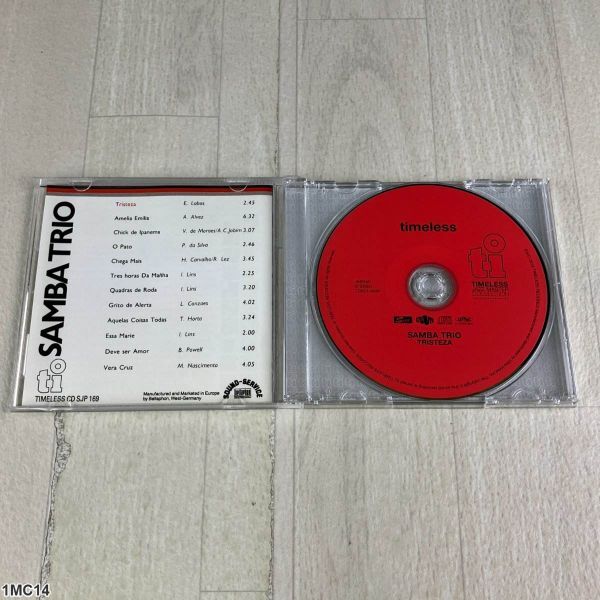 SAMBA TRIO
tio
TIMELESS CD SJP 169
Tristeza E. Lobos 2.45
Amelia Emilia A. Alvez 6.32
Chick de Ipanema V. de Moraes/A.C. Jobim 3.07
O Pato P. da Silva 2.46
Chega Mais H. Carvalho/R. Lez 3.45
Tres horas Da Mañha I. Lins 2.25
Quadras de Roda I. Lins 3.20
Grito de Alerta L. Conzaes 4.02
Aquelas Coisas Todas T. Horta 3.24
Essa Marie I. Lins 2.00
Deve ser Amor B. Powell 4.00
Vera Cruz M. Nascimento 4.05
Manufactured and Marketed in Europe
by Bellaphon, West-Germany
SOUND-SERVICE
timeless
tio
TIMELESS
SAMBA TRIO
TRISTEZA
1MC14